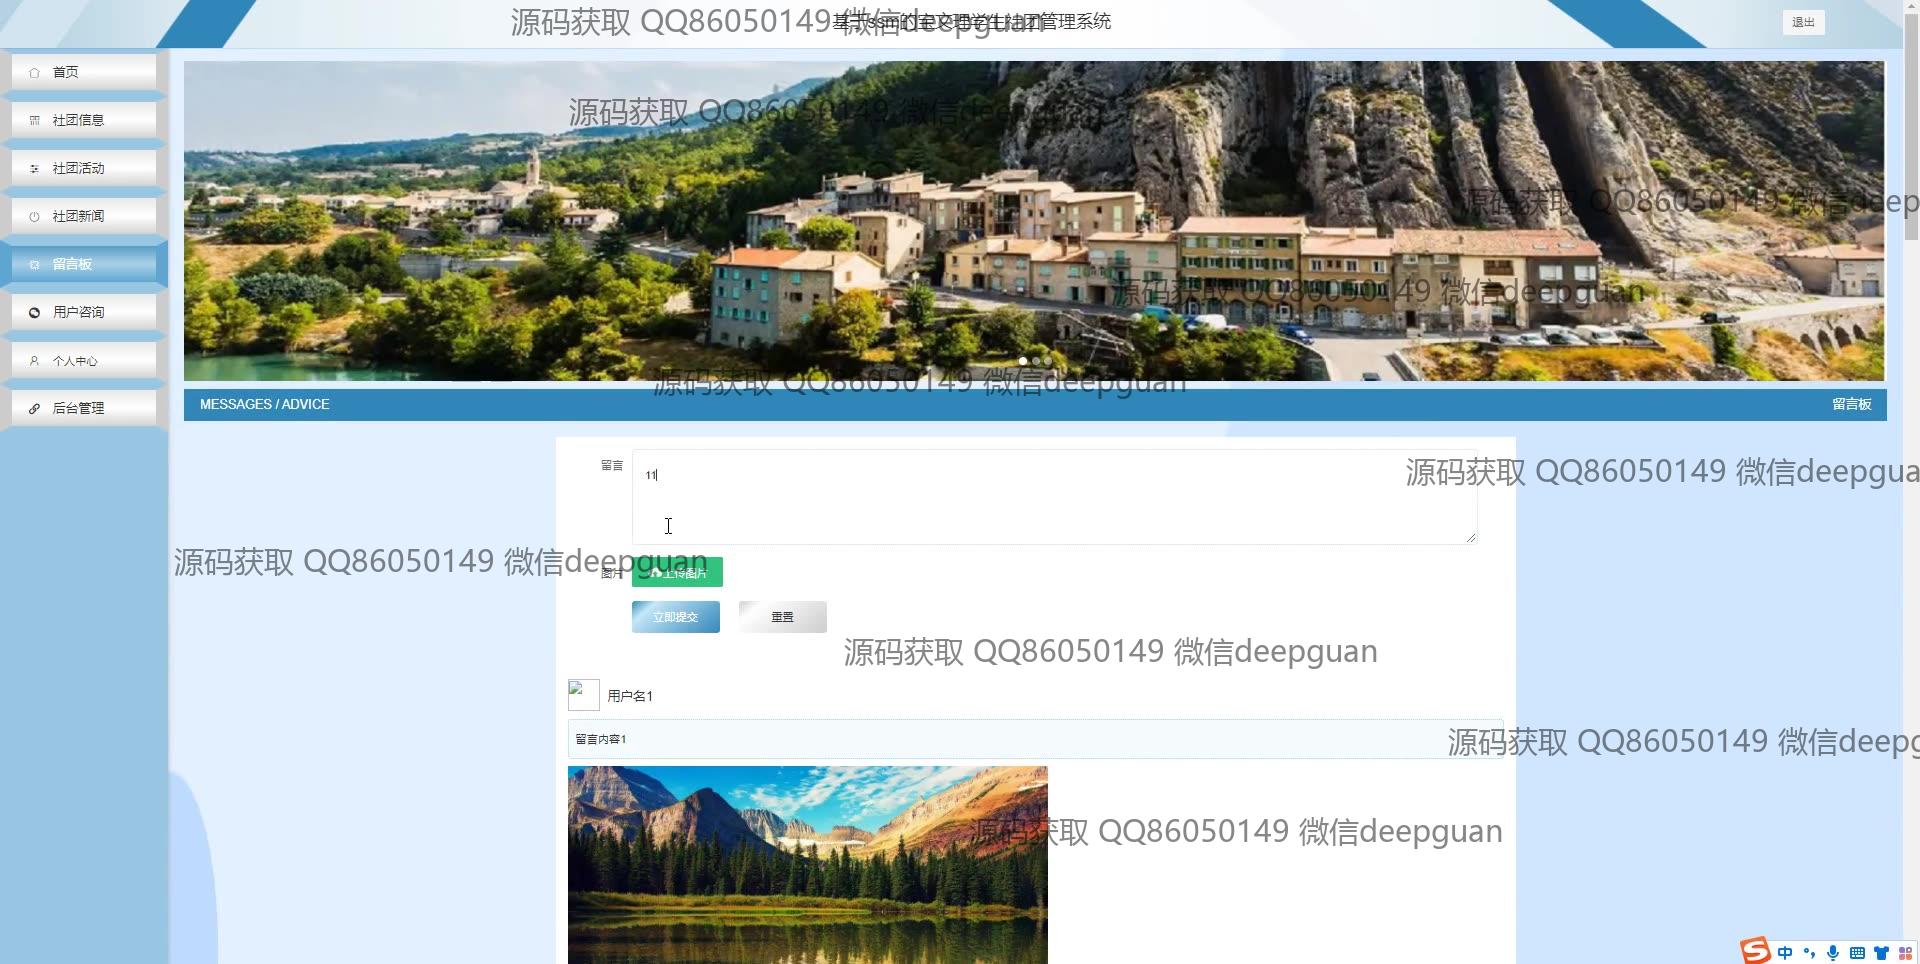 源码获取 QQ86050149 微信deepguan
基于ssm的宝文理学生社团管理系统
退出
首页
社团信息
社团活动
社团新闻
留言板
用户咨询
个人中心
后台管理
源码获取 QQ86050149 微信deepguan
源码获取 QQ86050149 微信deep
源码获取 QQ86050149 微信deepguan
源码获取 QQ86050149 微信deepguan
MESSAGES / ADVICE
留言板
留言
11
源码获取 QQ86050149 微信deepgua
源码获取 QQ86050149 微信deepguan
图片
上传图片
立即提交
重置
源码获取 QQ86050149 微信deepguan
用户名1
留言内容1
源码获取 QQ86050149 微信deepg
源码获取 QQ86050149 微信deepguan
中